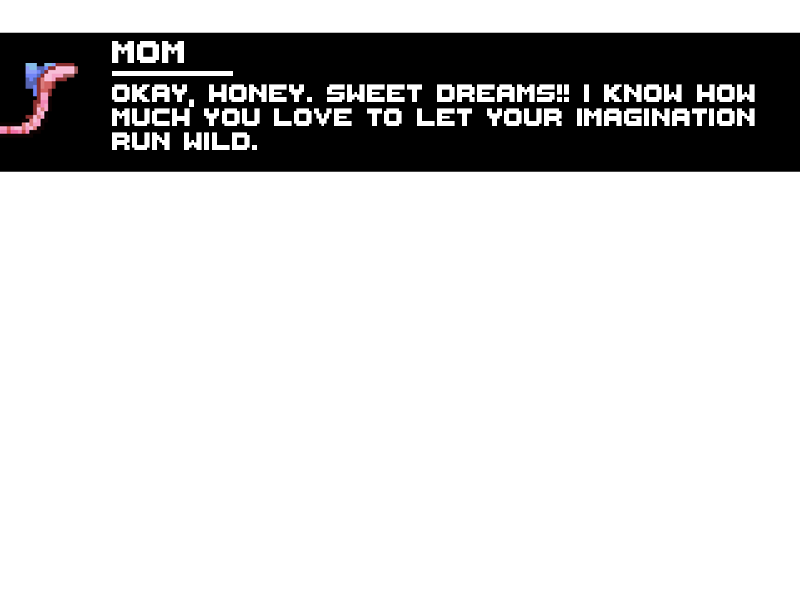 MOM
OKAY, HONEY. SWEET DREAMS!! I KNOW HOW
MUCH YOU LOVE TO LET YOUR IMAGINATION
RUN WILD.